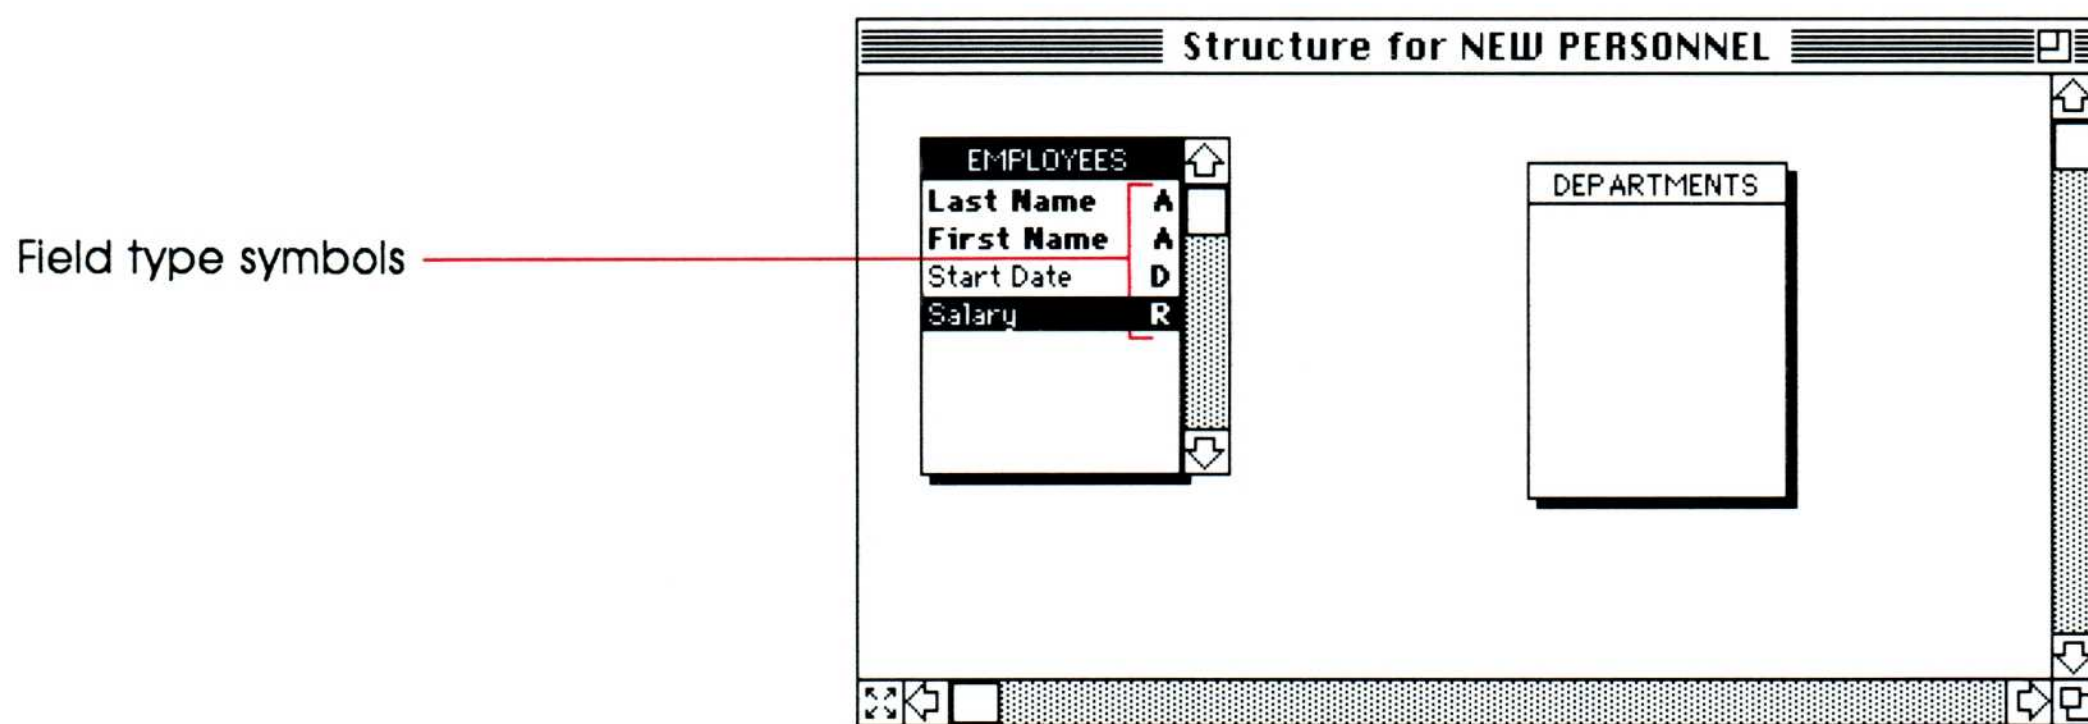 Structure for NEW PERSONNEL
EMPLOYEES
Last Name A
First Name A
Start Date D
Salary R
DEPARTMENTS
Field type symbols